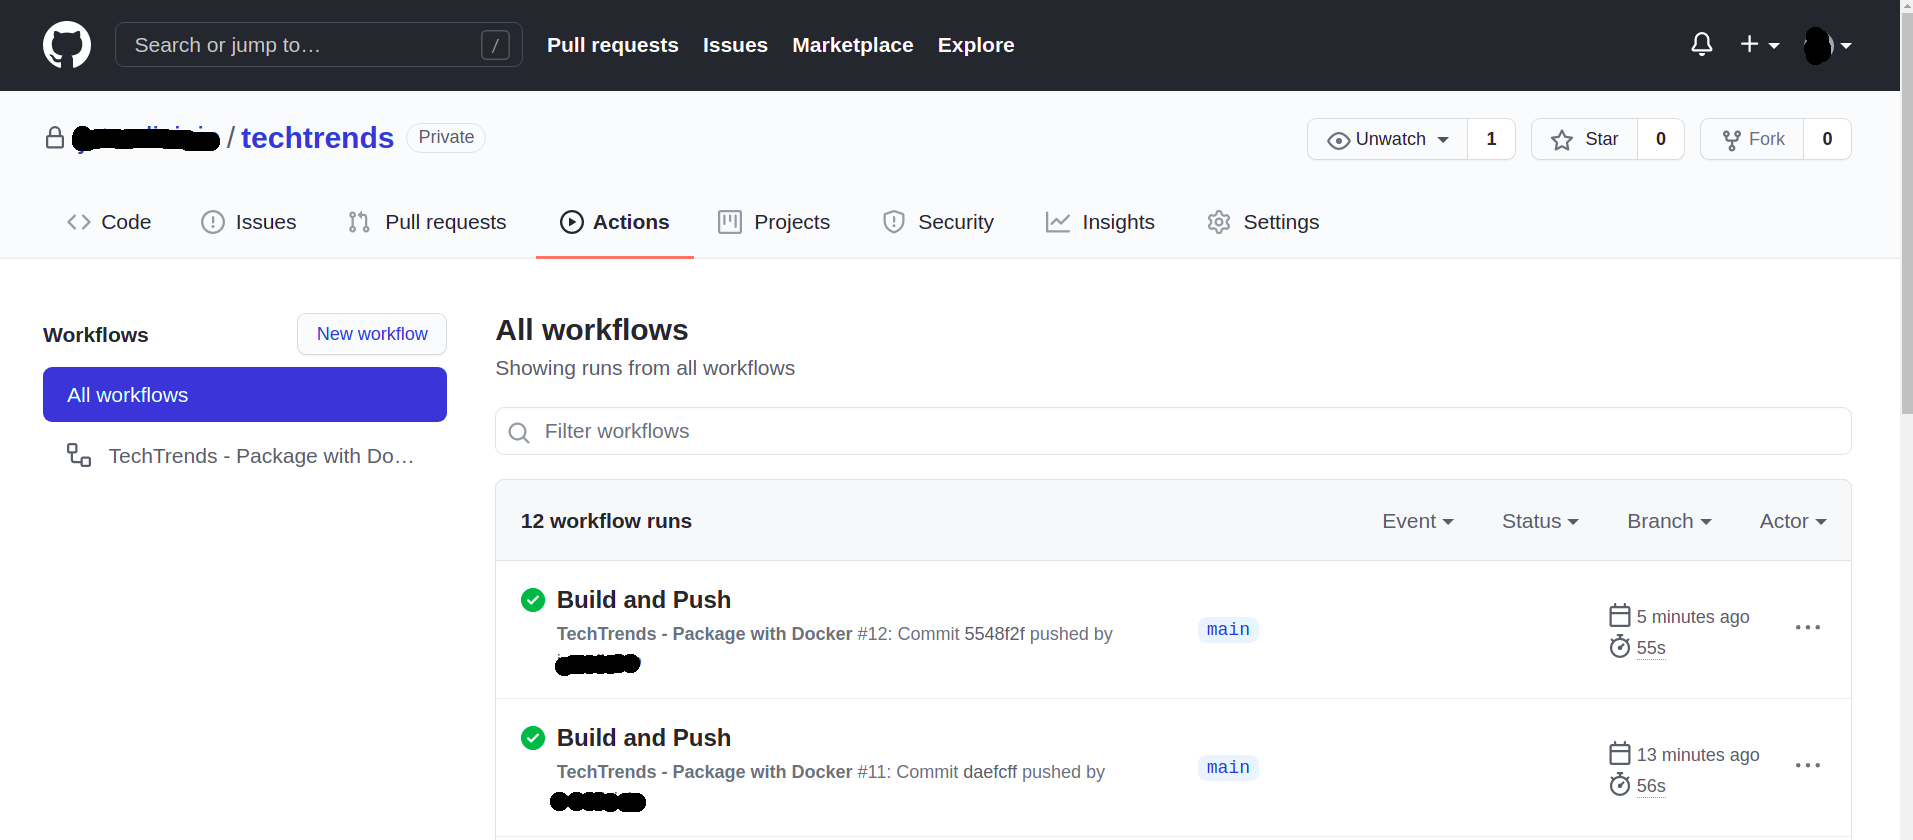 Search or jump to…
/
Pull requests Issues Marketplace Explore
/ techtrends Private
Unwatch 1 Star 0 Fork 0
Code Issues Pull requests Actions Projects Security Insights Settings
Workflows New workflow
All workflows
TechTrends - Package with Do…
All workflows
Showing runs from all workflows
Filter workflows
12 workflow runs Event Status Branch Actor
Build and Push
TechTrends - Package with Docker #12: Commit 5548f2f pushed by
main
5 minutes ago
55s
Build and Push
TechTrends - Package with Docker #11: Commit daefcff pushed by
main
13 minutes ago
56s